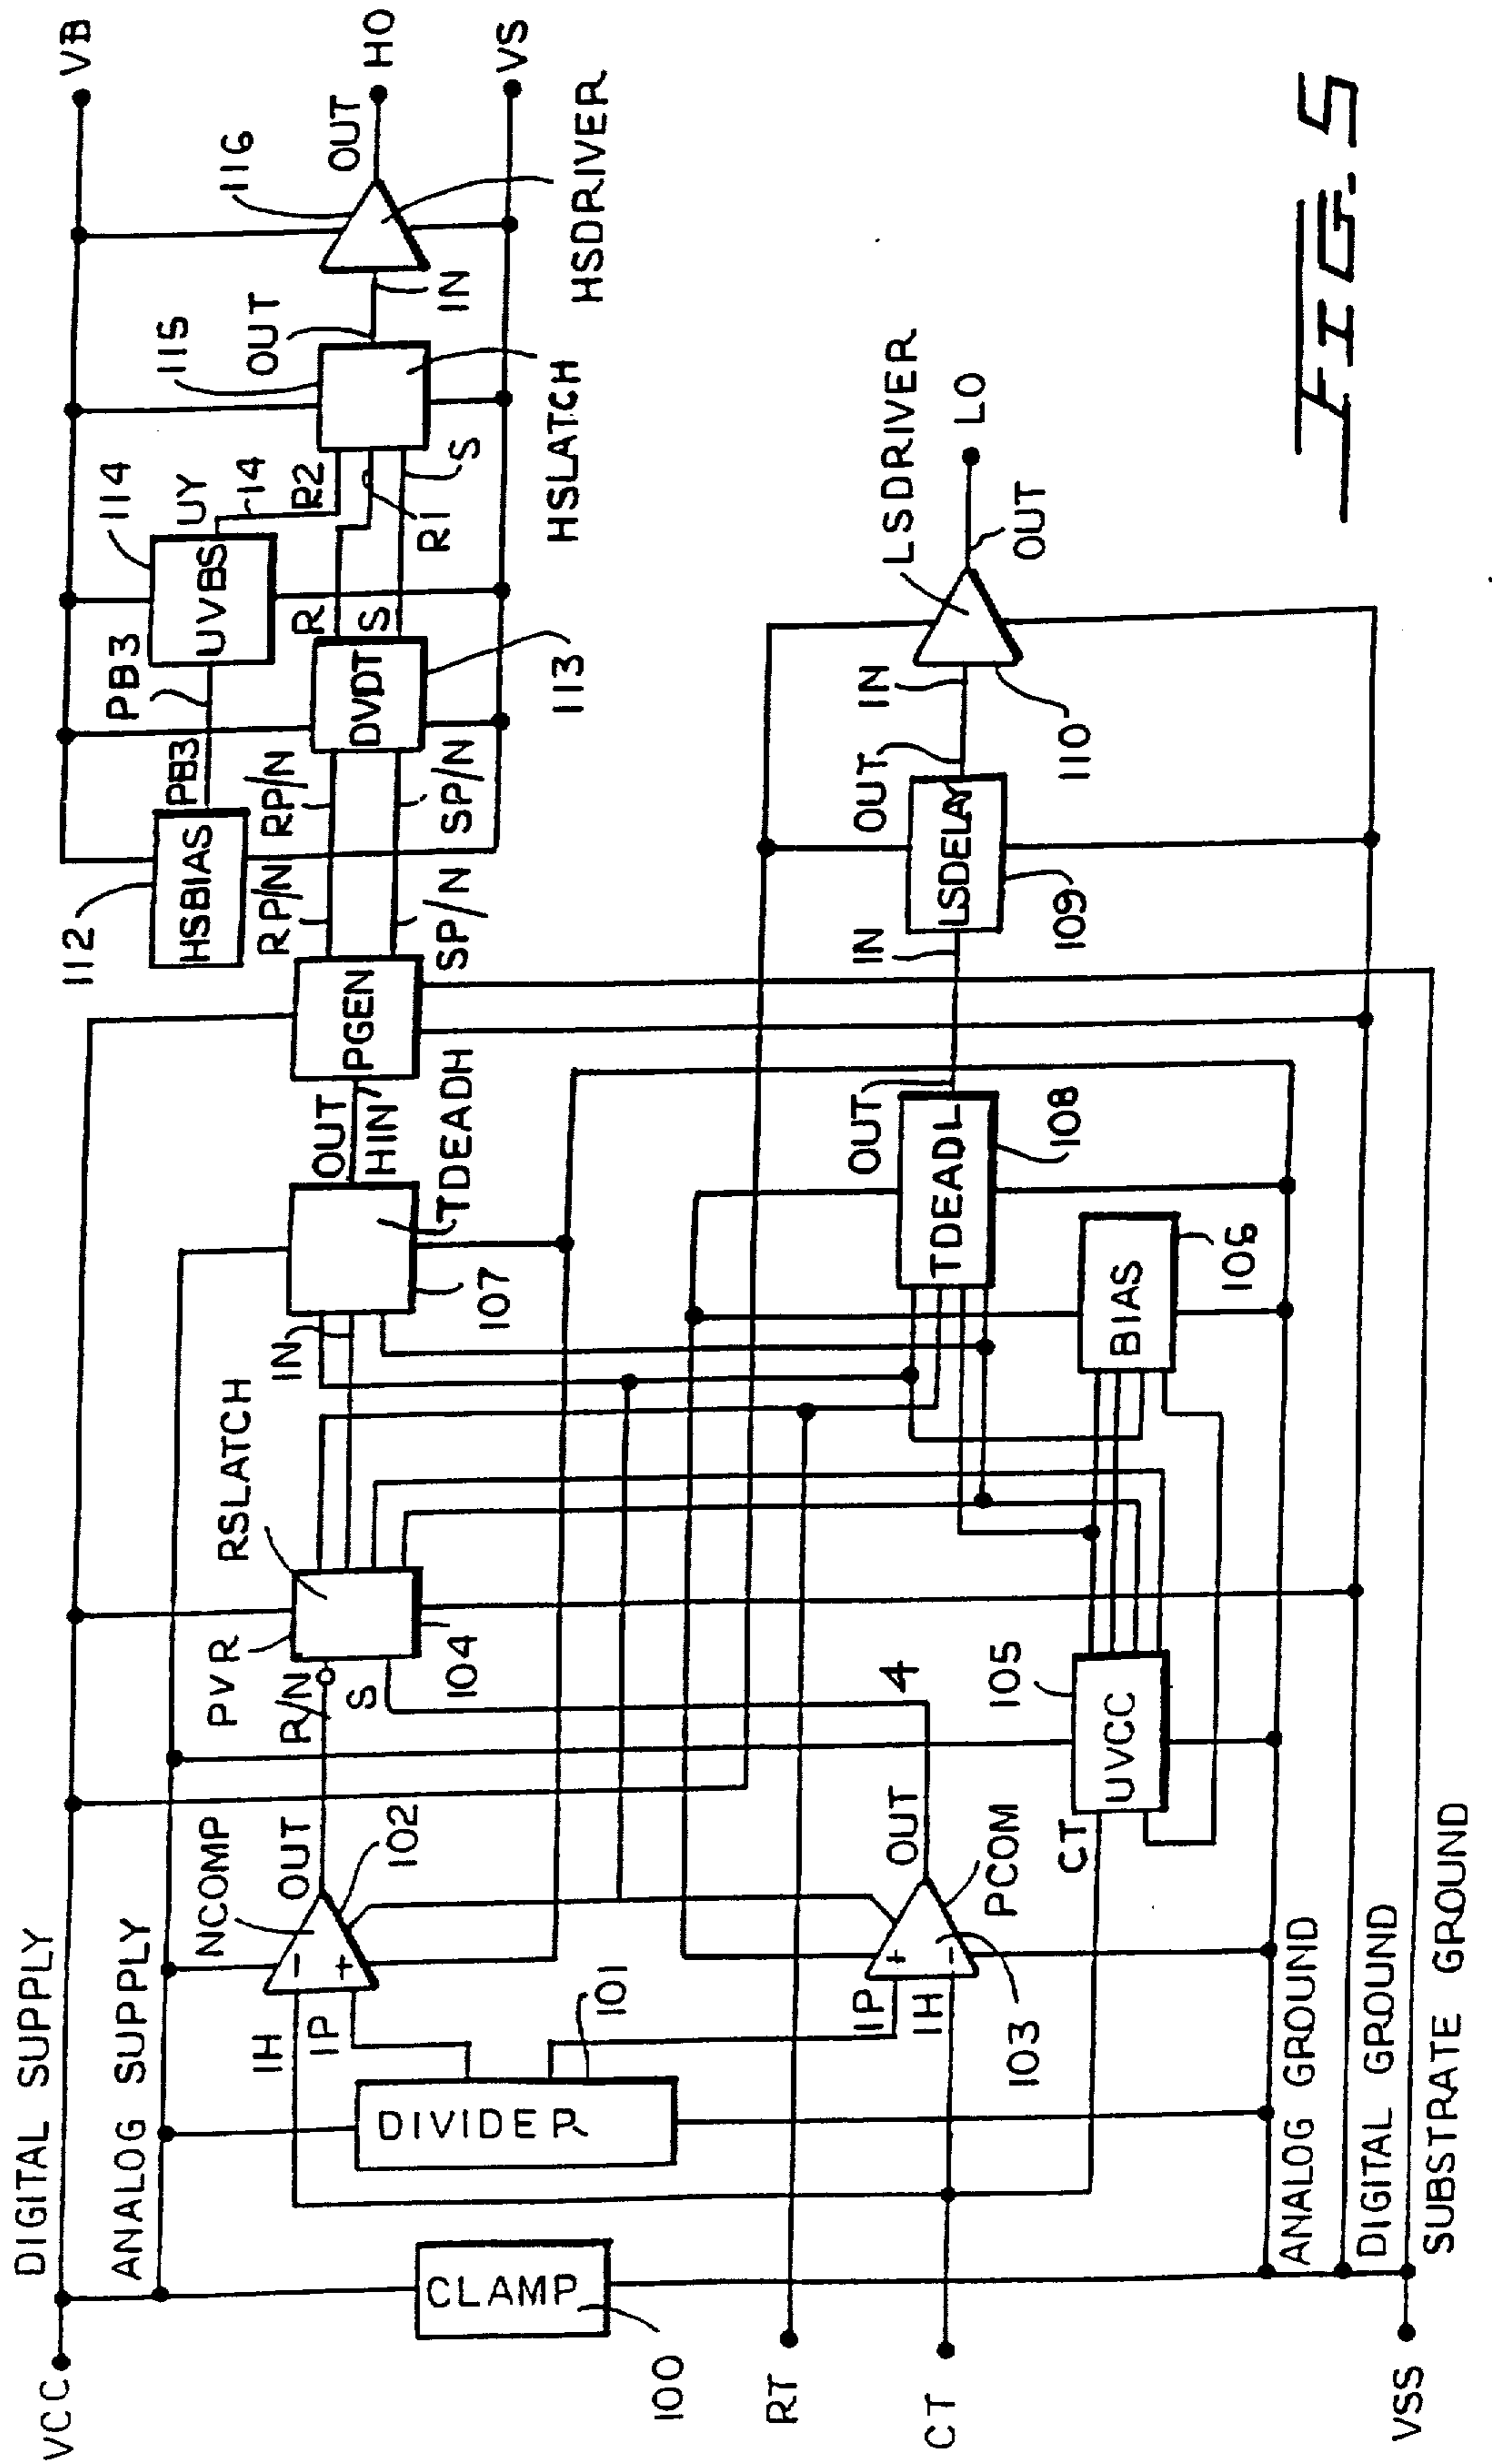 VCC
DIGITAL SUPPLY
ANALOG SUPPLY
CLAMP
100
RT
CT
VSS
DIVIDER
101
IH
IP
NCOMP
-
+
OUT
102
IP
IH
+
-
OUT
PCOM
103
4
CT
UVCC
105
ANALOG GROUND
DIGITAL GROUND
SUBSTRATE GROUND
PVR
R/N
S
RSLATCH
104
IN
107
TDEADH
OUT
HIN
BIAS
106
TDEADL
108
OUT
PGEN
RP/N
SP/N
RP/N
SP/N
112
HSBIAS
PB3
PB3
DVDT
113
R
S
UVBS
114
UY
14
R2
R1
S
115
HSLATCH
OUT
IN
116
HSDRIVER
OUT
VB
HO
VS
IN
LSDELAY
109
OUT
IN
110
LSDRIVER
OUT
LO
FIG. 5